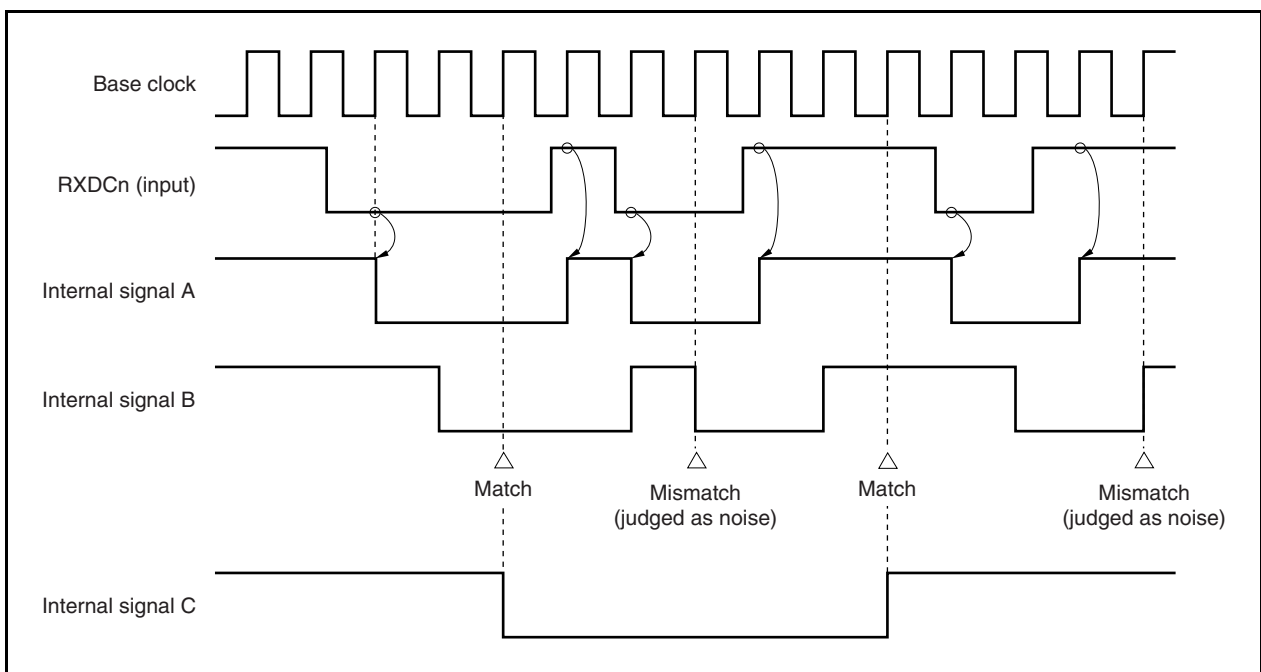 Base clock
RXDCn (input)
Internal signal A
Internal signal B
Match
Mismatch
(judged as noise)
Match
Mismatch
(judged as noise)
Internal signal C